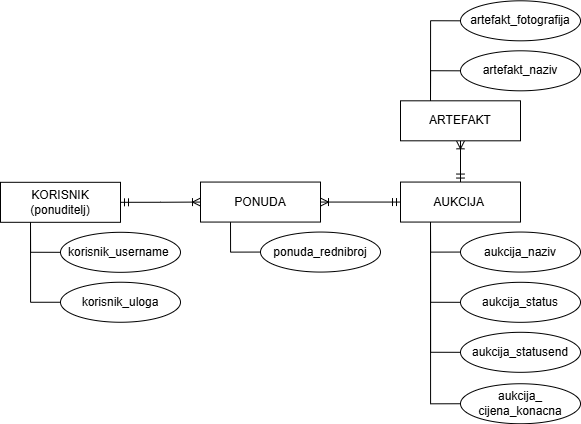 artefakt_fotografija
artefakt_naziv
ARTEFAKT
KORISNIK
(ponuditelj)
PONUDA
AUKCIJA
korisnik_username
ponuda_rednibroj
aukcija_naziv
korisnik_uloga
aukcija_status
aukcija_statusend
aukcija_
cijena_konacna